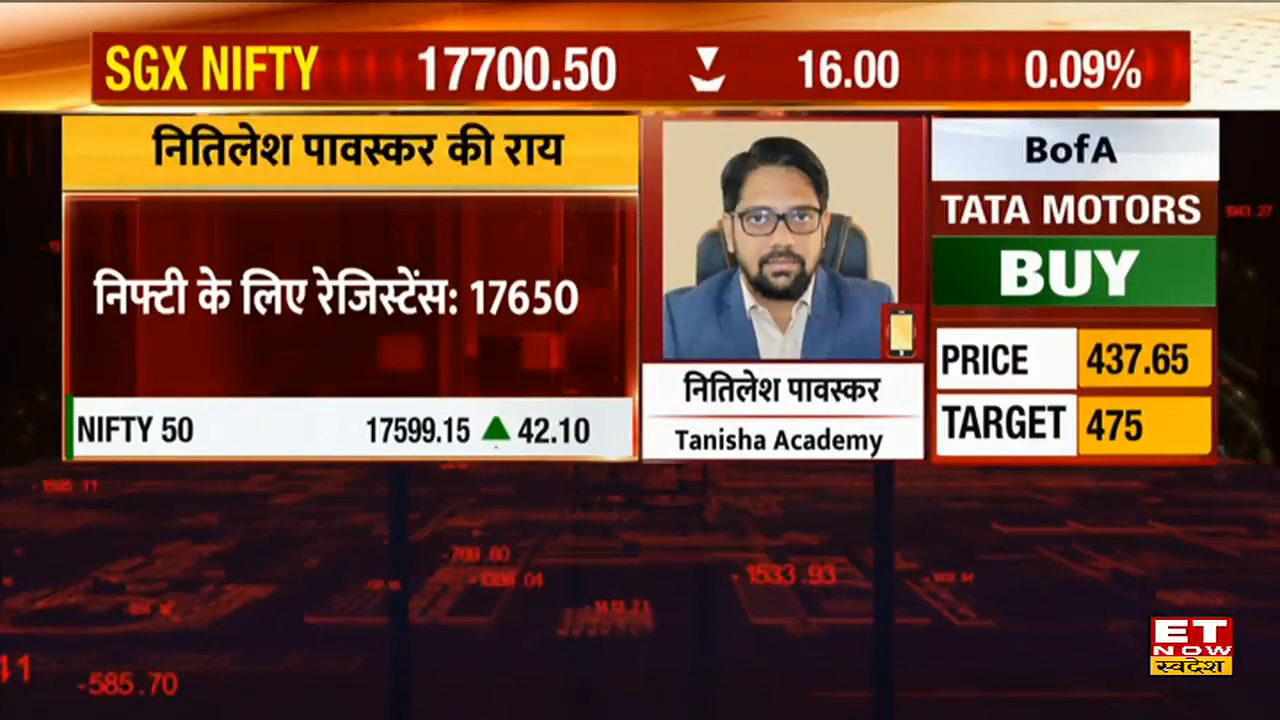 SGX NIFTY 17700.50 16.00 0.09%
नितिलेश पावस्कर की राय
निफ्टी के लिए रेजिस्टेंस: 17650
NIFTY 50 17599.15 42.10
नितिलेश पावस्कर
Tanisha Academy
BofA
TATA MOTORS
BUY
PRICE 437.65
TARGET 475
-1533.93
-585.70
ET
NOW
स्वदेश